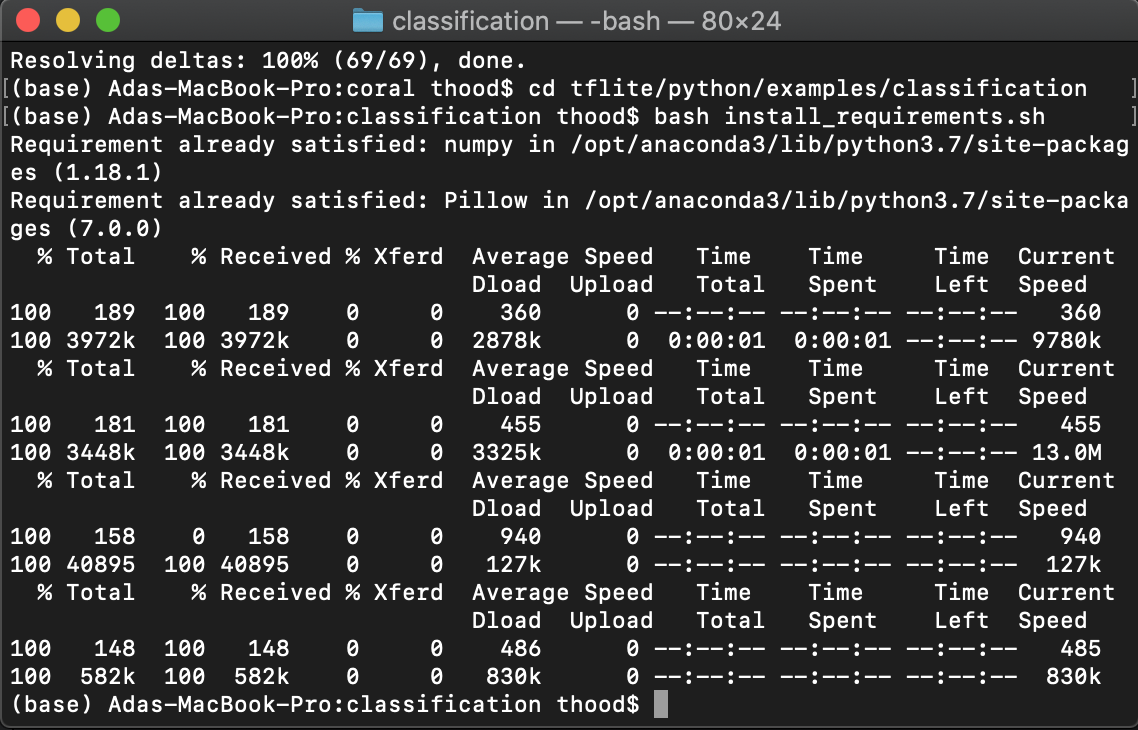 classification — -bash — 80×24
Resolving deltas: 100% (69/69), done.
[(base) Adas-MacBook-Pro:coral thood$ cd tflite/python/examples/classification   ]
[(base) Adas-MacBook-Pro:classification thood$ bash install_requirements.sh      ]
Requirement already satisfied: numpy in /opt/anaconda3/lib/python3.7/site-packag
es (1.18.1)
Requirement already satisfied: Pillow in /opt/anaconda3/lib/python3.7/site-packa
ges (7.0.0)
  % Total    % Received % Xferd  Average Speed   Time    Time     Time  Current
                                 Dload  Upload   Total   Spent    Left  Speed
100   189  100   189    0     0    360      0 --:--:-- --:--:-- --:--:--   360
100 3972k  100 3972k    0     0  2878k      0  0:00:01  0:00:01 --:--:-- 9780k
  % Total    % Received % Xferd  Average Speed   Time    Time     Time  Current
                                 Dload  Upload   Total   Spent    Left  Speed
100   181  100   181    0     0    455      0 --:--:-- --:--:-- --:--:--   455
100 3448k  100 3448k    0     0  3325k      0  0:00:01  0:00:01 --:--:-- 13.0M
  % Total    % Received % Xferd  Average Speed   Time    Time     Time  Current
                                 Dload  Upload   Total   Spent    Left  Speed
100   158    0   158    0     0    940      0 --:--:-- --:--:-- --:--:--   940
100 40895  100 40895    0     0   127k      0 --:--:-- --:--:-- --:--:--  127k
  % Total    % Received % Xferd  Average Speed   Time    Time     Time  Current
                                 Dload  Upload   Total   Spent    Left  Speed
100   148  100   148    0     0    486      0 --:--:-- --:--:-- --:--:--   485
100  582k  100  582k    0     0   830k      0 --:--:-- --:--:-- --:--:--  830k
(base) Adas-MacBook-Pro:classification thood$